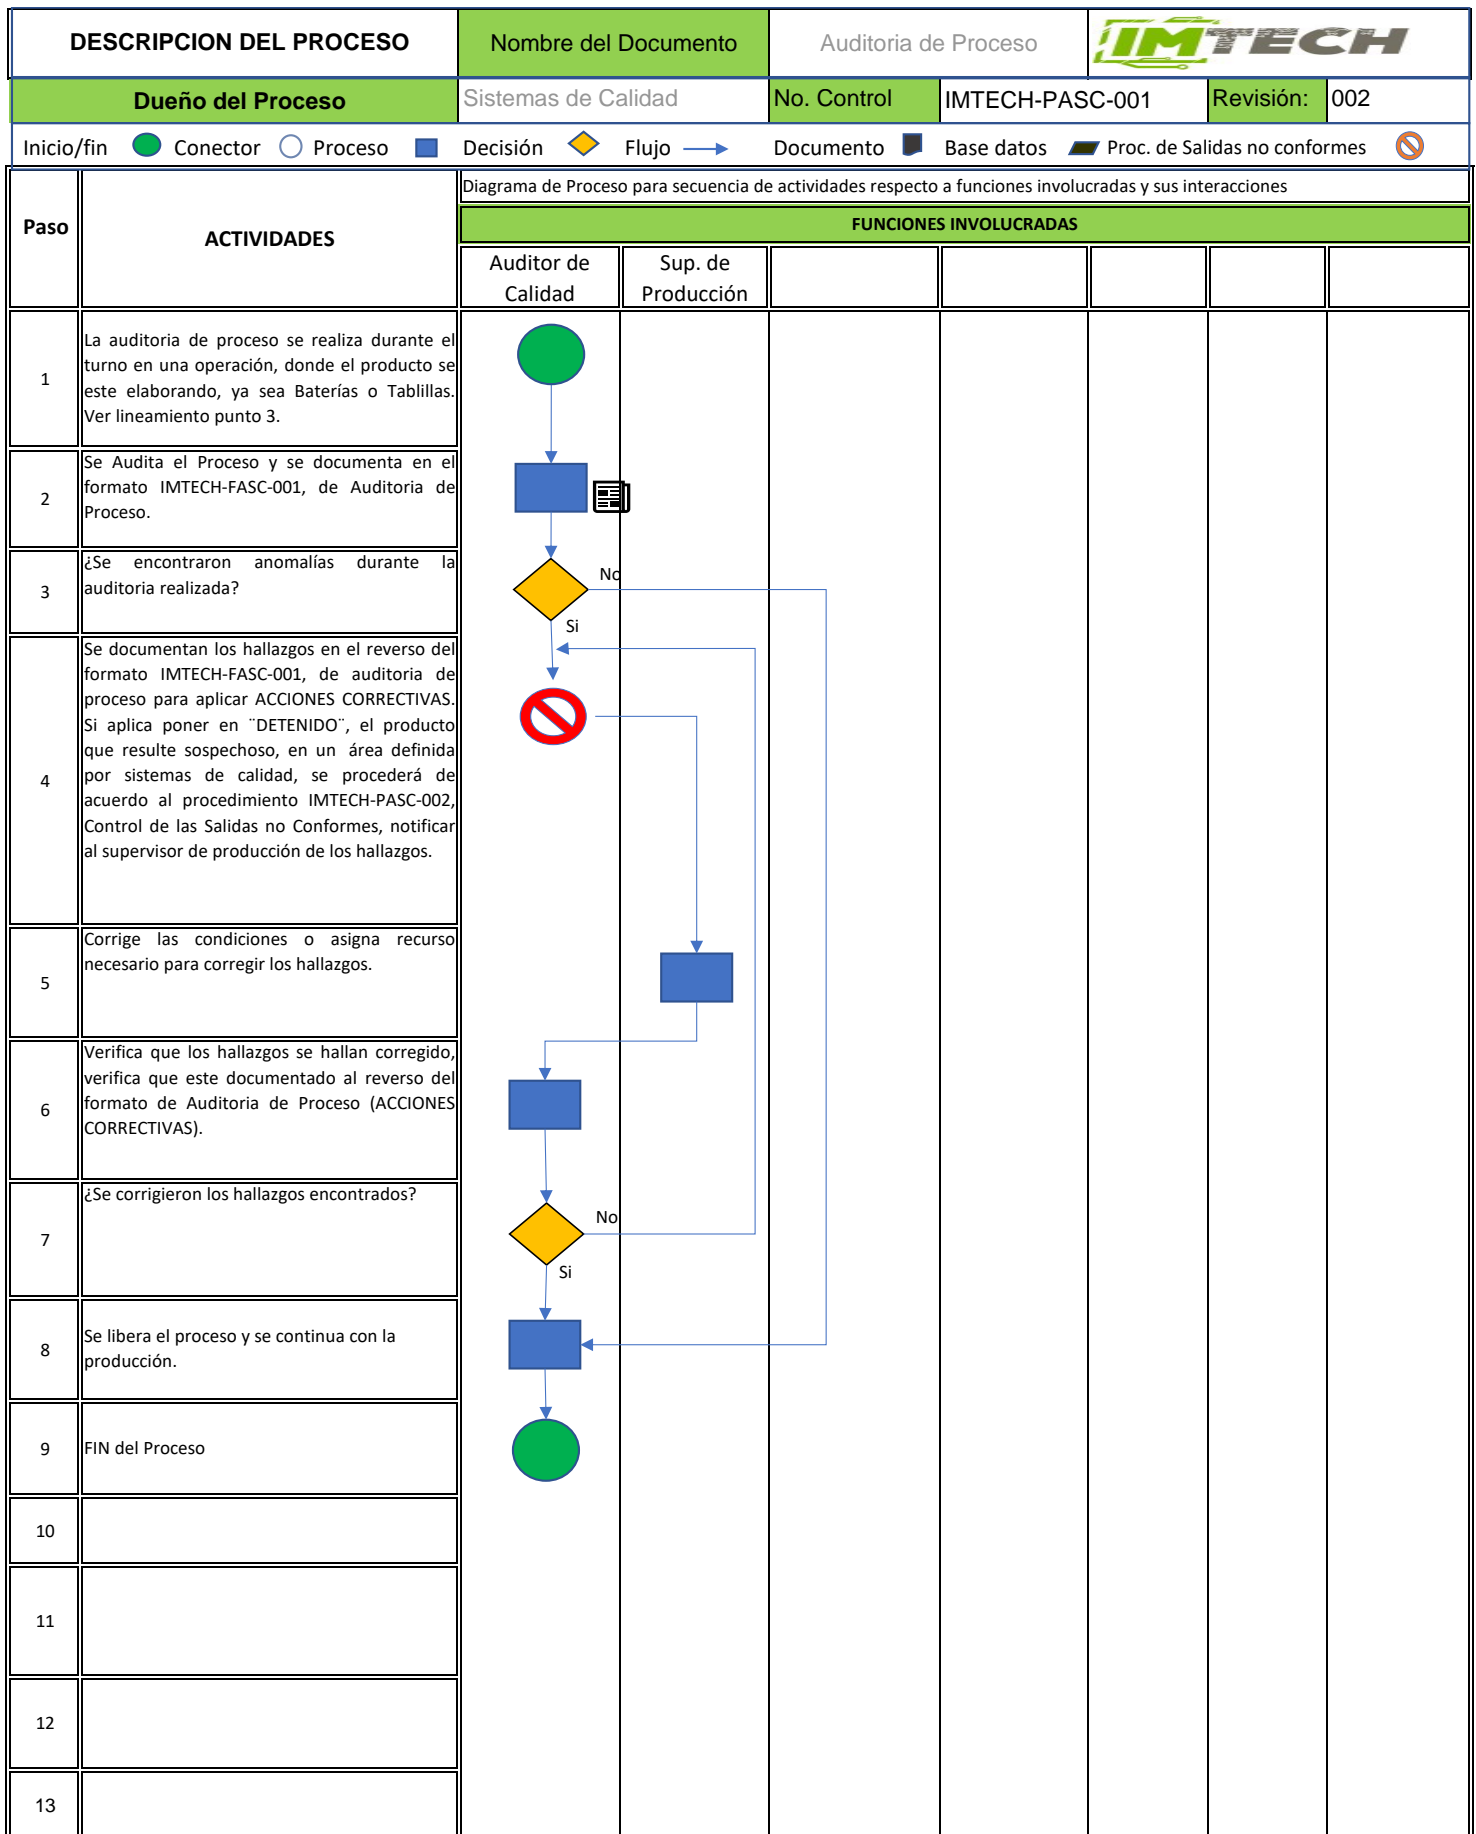 DESCRIPCION DEL PROCESO
Nombre del Documento
Auditoria de Proceso
IMTECH
Dueño del Proceso
Sistemas de Calidad
No. Control
IMTECH-PASC-001
Revisión:
002
Inicio/fin
Conector
Proceso
Decisión
Flujo
Documento
Base datos
Proc. de Salidas no conformes
Paso
ACTIVIDADES
Diagrama de Proceso para secuencia de actividades respecto a funciones involucradas y sus interacciones
FUNCIONES INVOLUCRADAS
Auditor de
Calidad
Sup. de
Producción
1
La auditoria de proceso se realiza durante el
turno en una operación, donde el producto se
este elaborando, ya sea Baterías o Tablillas.
Ver lineamiento punto 3.
2
Se Audita el Proceso y se documenta en el
formato IMTECH-FASC-001, de Auditoria de
Proceso.
3
¿Se encontraron anomalías durante la
auditoria realizada?
No
Si
4
Se documentan los hallazgos en el reverso del
formato IMTECH-FASC-001, de auditoria de
proceso para aplicar ACCIONES CORRECTIVAS.
Si aplica poner en ¨DETENIDO¨, el producto
que resulte sospechoso, en un área definida
por sistemas de calidad, se procederá de
acuerdo al procedimiento IMTECH-PASC-002,
Control de las Salidas no Conformes, notificar
al supervisor de producción de los hallazgos.
5
Corrige las condiciones o asigna recurso
necesario para corregir los hallazgos.
6
Verifica que los hallazgos se hallan corregido,
verifica que este documentado al reverso del
formato de Auditoria de Proceso (ACCIONES
CORRECTIVAS).
7
¿Se corrigieron los hallazgos encontrados?
No
Si
8
Se libera el proceso y se continua con la
producción.
9
FIN del Proceso
10
11
12
13